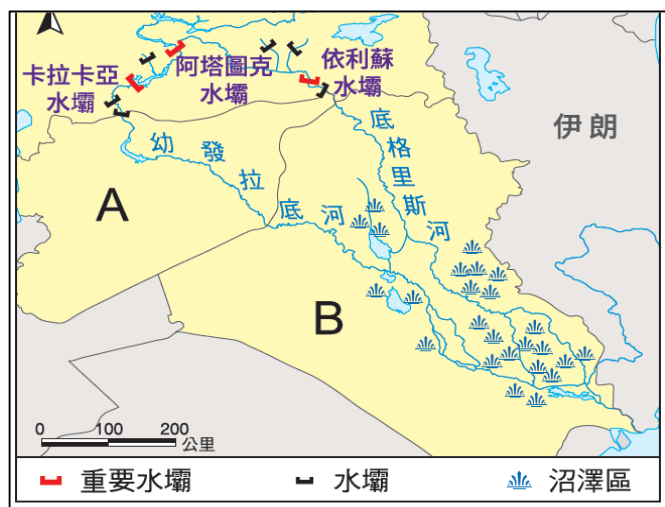 卡拉卡亞
水壩
阿塔圖克
水壩
依利蘇
水壩
伊朗
幼發拉底河
底格里斯河
A
B
0 100 200
公里
重要水壩
水壩
沼澤區